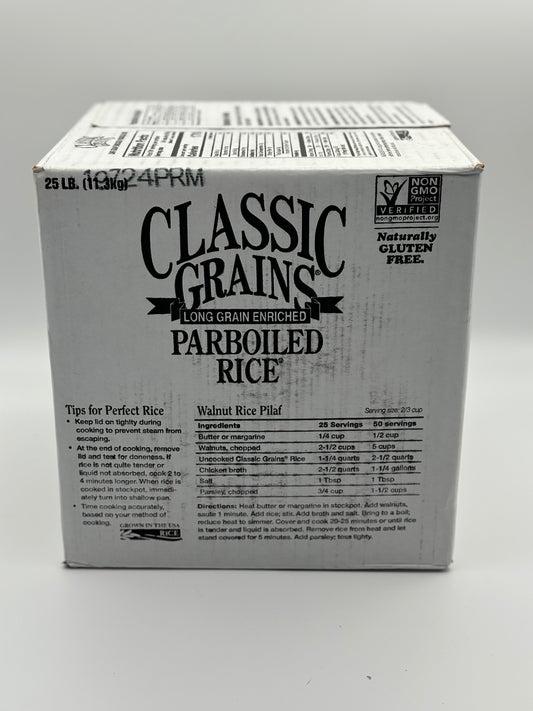 Nutrition Facts
25 LB. (11.3Kg)
19724PRM
NON
GMO
Project
VERIFIED
nongmoproject.org
Naturally
GLUTEN
FREE.
CLASSIC
GRAINS®
LONG GRAIN ENRICHED
PARBOILED
RICE®
Tips for Perfect Rice
• Keep lid on tightly during
cooking to prevent steam from
escaping.
• At the end of cooking, remove
lid and test for doneness. If
rice is not quite tender or
liquid not absorbed, cook 2 to
4 minutes longer. When rice is
cooked in stockpot, immedi-
ately turn into shallow pan.
• Time cooking accurately,
based on your method of
cooking.
GROWN IN THE USA
RICE
Walnut Rice Pilaf Serving size: 2/3 cup
Ingredients 25 Servings 50 servings
Butter or margarine 1/4 cup 1/2 cup
Walnuts, chopped 2-1/2 cups 5 cups
Uncooked Classic Grains® Rice 1-1/4 quarts 2-1/2 quarts
Chicken broth 2-1/2 quarts 1-1/4 gallons
Salt 1 Tbsp 1 Tbsp
Parsley, chopped 3/4 cup 1-1/2 cups
Directions: Heat butter or margarine in stockpot. Add walnuts,
saute 1 minute. Add rice; stir. Add broth and salt. Bring to a boil;
reduce heat to simmer. Cover and cook 20-25 minutes or until rice
is tender and liquid is absorbed. Remove rice from heat and let
stand covered for 5 minutes. Add parsley; toss lightly.